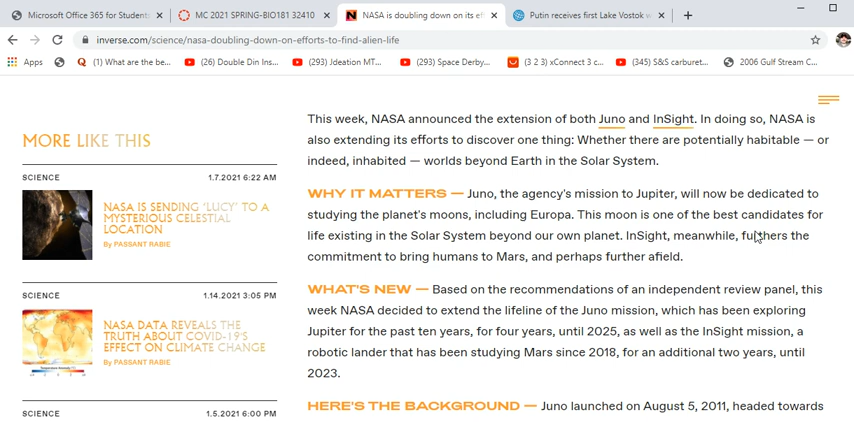 Microsoft Office 365 for Students
MC 2021 SPRING-BIO181 32410
NASA is doubling down on its eff
Putin receives first Lake Vostok w
inverse.com/science/nasa-doubling-down-on-efforts-to-find-alien-life
Apps
(1) What are the be...
(26) Double Din Ins...
(293) Jdeation MT...
(293) Space Derby...
(3 2 3) xConnect 3 c...
(345) S&S carburet...
2006 Gulf Stream C...
MORE LIKE THIS
SCIENCE 1.7.2021 6:22 AM
NASA IS SENDING 'LUCY' TO A
MYSTERIOUS CELESTIAL
LOCATION
By PASSANT RABIE
SCIENCE 1.14.2021 3:05 PM
NASA DATA REVEALS THE
TRUTH ABOUT COVID-19'S
EFFECT ON CLIMATE CHANGE
By PASSANT RABIE
SCIENCE 1.5.2021 6:00 PM
This week, NASA announced the extension of both Juno and InSight. In doing so, NASA is
also extending its efforts to discover one thing: Whether there are potentially habitable — or
indeed, inhabited — worlds beyond Earth in the Solar System.
WHY IT MATTERS — Juno, the agency's mission to Jupiter, will now be dedicated to
studying the planet's moons, including Europa. This moon is one of the best candidates for
life existing in the Solar System beyond our own planet. InSight, meanwhile, furthers the
commitment to bring humans to Mars, and perhaps further afield.
WHAT'S NEW — Based on the recommendations of an independent review panel, this
week NASA decided to extend the lifeline of the Juno mission, which has been exploring
Jupiter for the past ten years, for four years, until 2025, as well as the InSight mission, a
robotic lander that has been studying Mars since 2018, for an additional two years, until
2023.
HERE'S THE BACKGROUND — Juno launched on August 5, 2011, headed towards